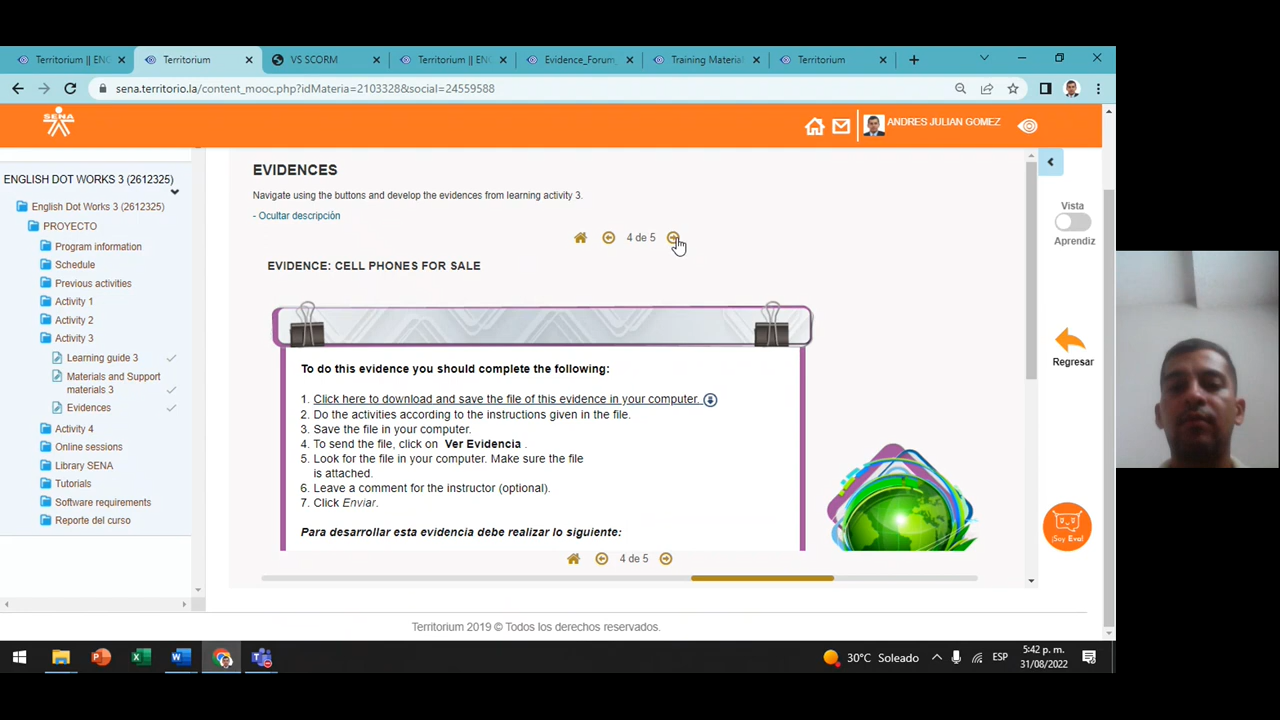 Territorium || ENG
Territorium
VS SCORM
Territorium || ENG
Evidence_Forum_
Training Material
Territorium
sena.territorio.la/content_mooc.php?idMateria=2103328&social=24559588
SENA
ANDRES JULIAN GOMEZ
ENGLISH DOT WORKS 3 (2612325)
English Dot Works 3 (2612325)
PROYECTO
Program information
Schedule
Previous activities
Activity 1
Activity 2
Activity 3
Learning guide 3
Materials and Support
materials 3
Evidences
Activity 4
Online sessions
Library SENA
Tutorials
Software requirements
Reporte del curso
EVIDENCES
Navigate using the buttons and develop the evidences from learning activity 3.
- Ocultar descripción
4 de 5
EVIDENCE: CELL PHONES FOR SALE
To do this evidence you should complete the following:
1. Click here to download and save the file of this evidence in your computer.
2. Do the activities according to the instructions given in the file.
3. Save the file in your computer.
4. To send the file, click on Ver Evidencia .
5. Look for the file in your computer. Make sure the file
is attached.
6. Leave a comment for the instructor (optional).
7. Click Enviar.
Para desarrollar esta evidencia debe realizar lo siguiente:
4 de 5
Vista
Aprendiz
Regresar
¡Soy Eva!
Territorium 2019 © Todos los derechos reservados.
30°C Soleado
ESP
5:42 p. m.
31/08/2022